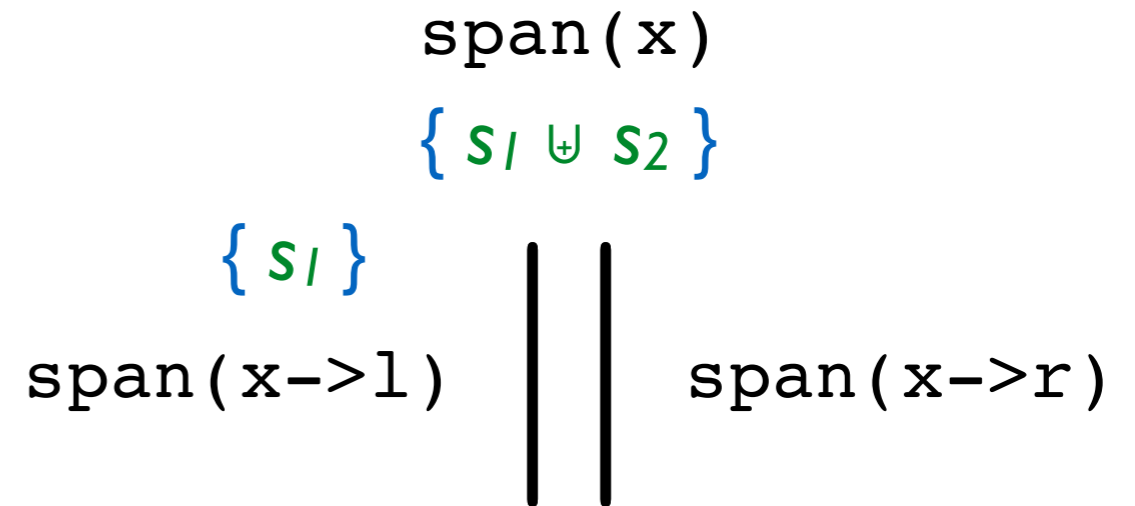 span(x)
{ s1 ⊎ s2 }
{ s1 }
span(x->l) || span(x->r)